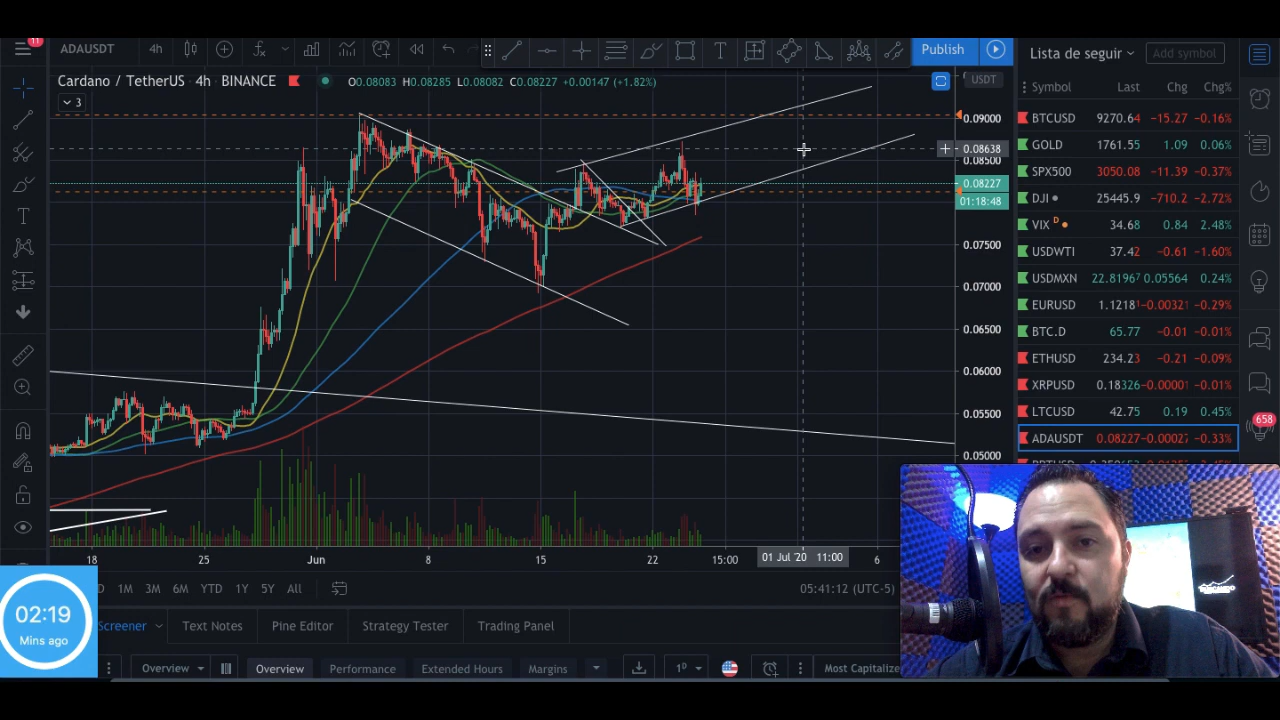 11
ADAUSDT 4h Publish
Lista de seguir Add symbol
Cardano / TetherUS · 4h · BINANCE O0.08083 H0.08285 L0.08082 C0.08227 +0.00147 (+1.82%)
USDT
3
Symbol Last Chg Chg%
0.09000
0.08638
0.08500
0.08227
01:18:48
0.07500
0.07000
0.06500
0.06000
0.05500
0.05000
BTCUSD 9270.64 −15.27 −0.16%
GOLD 1761.55 1.09 0.06%
SPX500 3050.08 −11.39 −0.37%
DJI 25445.9 −710.2 −2.72%
VIX D 34.68 0.84 2.48%
USDWTI 37.42 −0.61 −1.60%
USDMXN 22.81967 0.05564 0.24%
EURUSD 1.1218 −0.0032 −0.29%
BTC.D 65.77 −0.01 −0.01%
ETHUSD 234.23 −0.21 −0.09%
XRPUSD 0.18326 −0.0000 −0.01%
LTCUSD 42.75 0.19 0.45%
ADAUSDT 0.08227 −0.0002 −0.33%
658
18 25 Jun 8 15 22 15:00 01 Jul '20 11:00 6
D 1M 3M 6M YTD 1Y 5Y All 05:41:12 (UTC-5)
02:19
Mins ago
Screener Text Notes Pine Editor Strategy Tester Trading Panel
Overview Overview Performance Extended Hours Margins 1D Most Capitalize